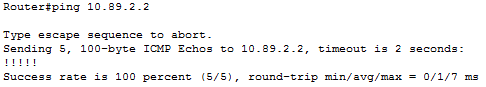 Router#ping 10.89.2.2
Type escape sequence to abort.
Sending 5, 100-byte ICMP Echos to 10.89.2.2, timeout is 2 seconds:
!!!!!
Success rate is 100 percent (5/5), round-trip min/avg/max = 0/1/7 ms